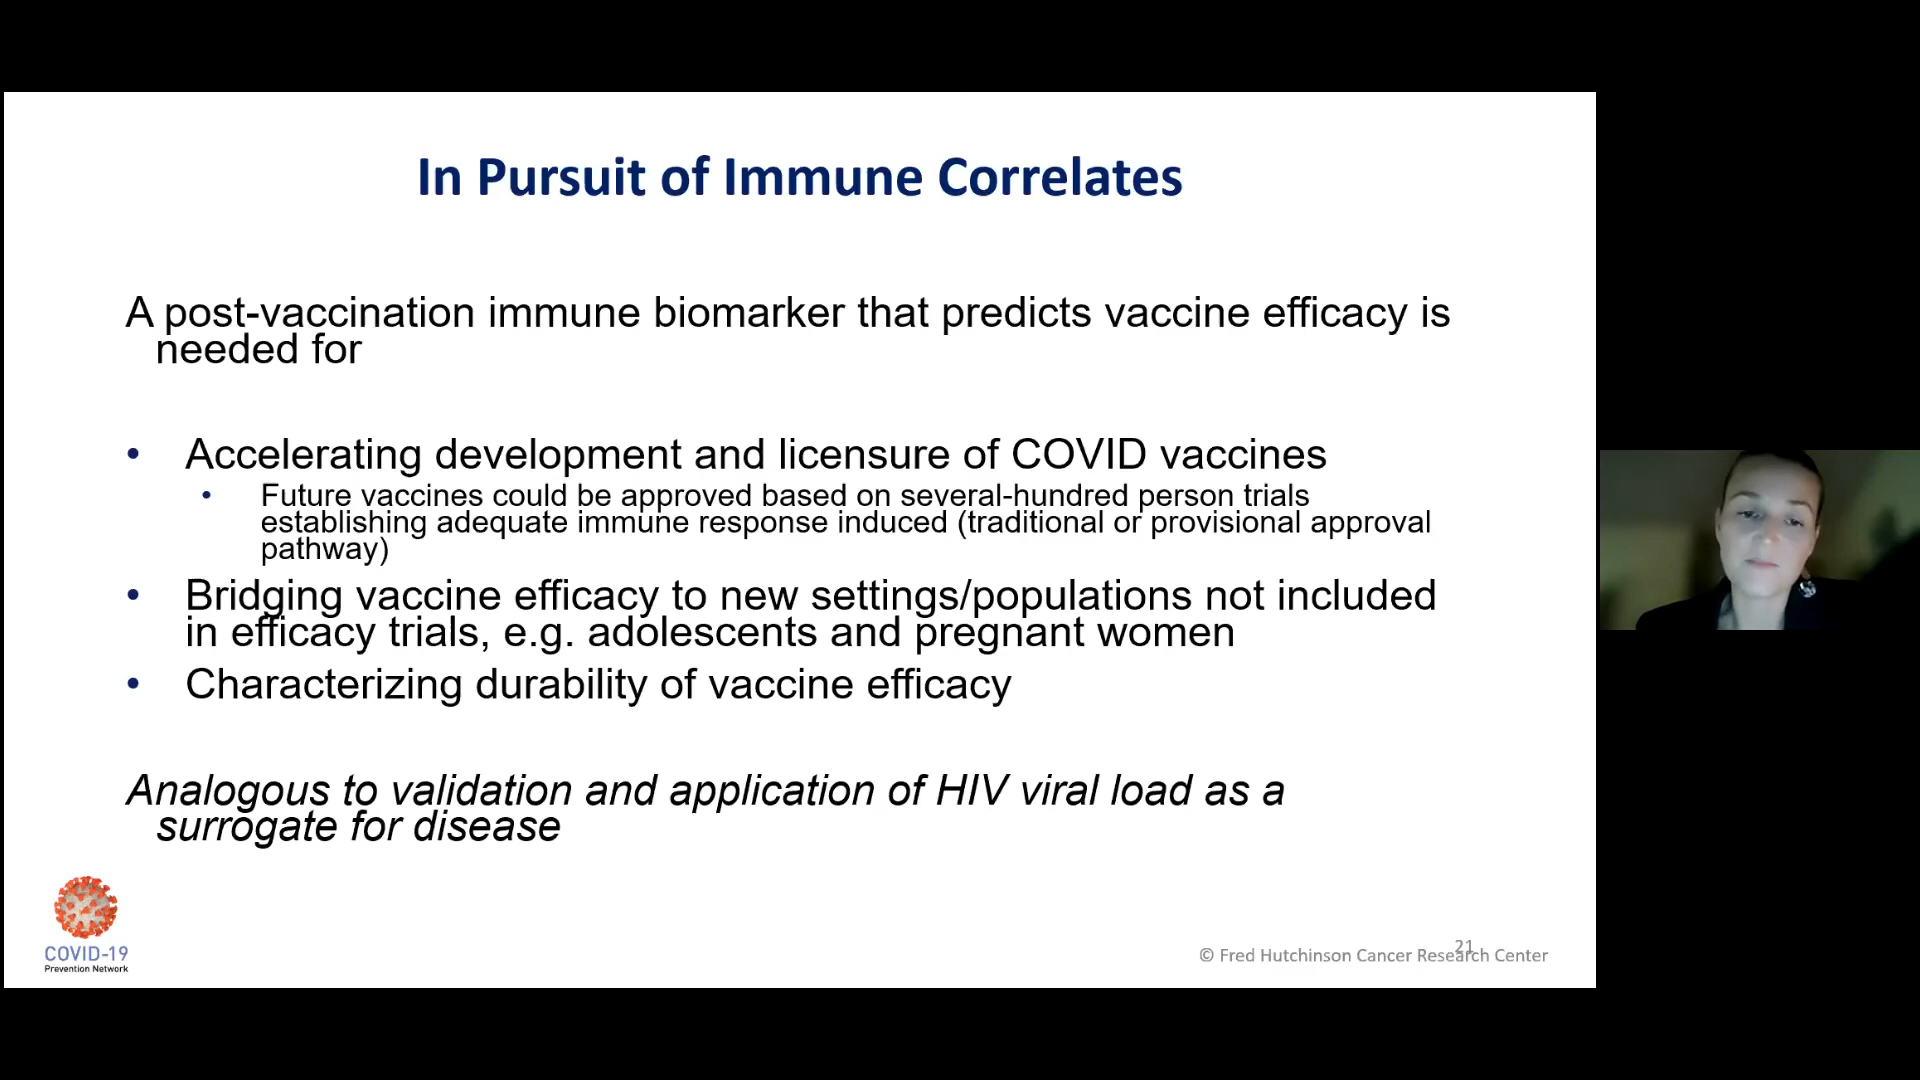 In Pursuit of Immune Correlates
A post-vaccination immune biomarker that predicts vaccine efficacy is
needed for
• Accelerating development and licensure of COVID vaccines
• Future vaccines could be approved based on several-hundred person trials
establishing adequate immune response induced (traditional or provisional approval
pathway)
• Bridging vaccine efficacy to new settings/populations not included
in efficacy trials, e.g. adolescents and pregnant women
• Characterizing durability of vaccine efficacy
Analogous to validation and application of HIV viral load as a
surrogate for disease
COVID-19
Prevention Network
21
© Fred Hutchinson Cancer Research Center